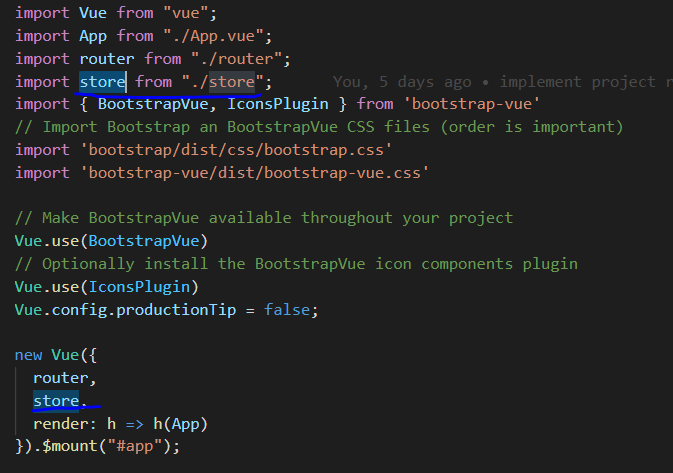 import Vue from "vue";
import App from "./App.vue";
import router from "./router";
import store from "./store"; You, 5 days ago • implement project r
import { BootstrapVue, IconsPlugin } from 'bootstrap-vue'
// Import Bootstrap an BootstrapVue CSS files (order is important)
import 'bootstrap/dist/css/bootstrap.css'
import 'bootstrap-vue/dist/bootstrap-vue.css'
// Make BootstrapVue available throughout your project
Vue.use(BootstrapVue)
// Optionally install the BootstrapVue icon components plugin
Vue.use(IconsPlugin)
Vue.config.productionTip = false;
new Vue({
router,
store,
render: h => h(App)
}).$mount("#app");